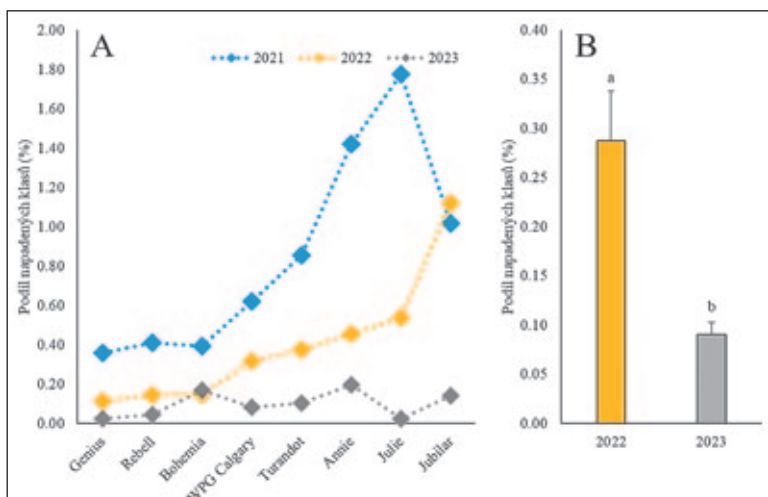 A
2021 2022 2023
Podíl napadených klasů (%)
2.00
1.80
1.60
1.40
1.20
1.00
0.80
0.60
0.40
0.20
0.00
Genius
Rebell
Bohemia
WPG Calgary
Turandot
Annie
Julie
Jubilar
B
Podíl napadených klasů (%)
0.40
0.35
0.30
0.25
0.20
0.15
0.10
0.05
0.00
a
b
2022 2023